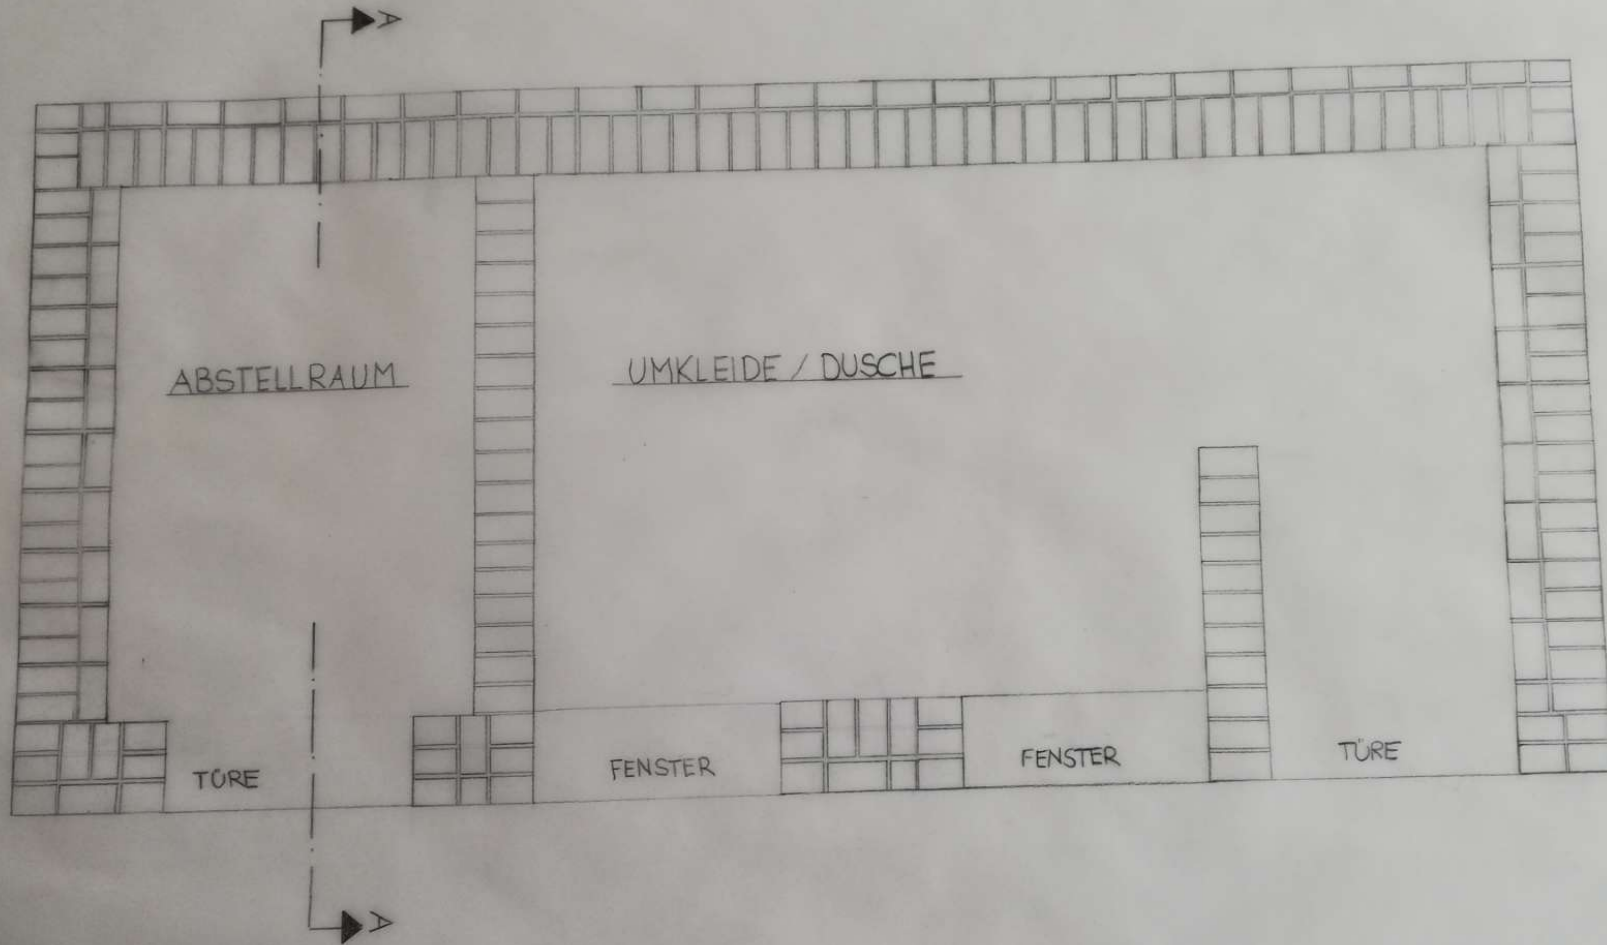 A
ABSTELLRAUM
UMKLEIDE / DUSCHE
TÜRE
FENSTER
FENSTER
TÜRE
A